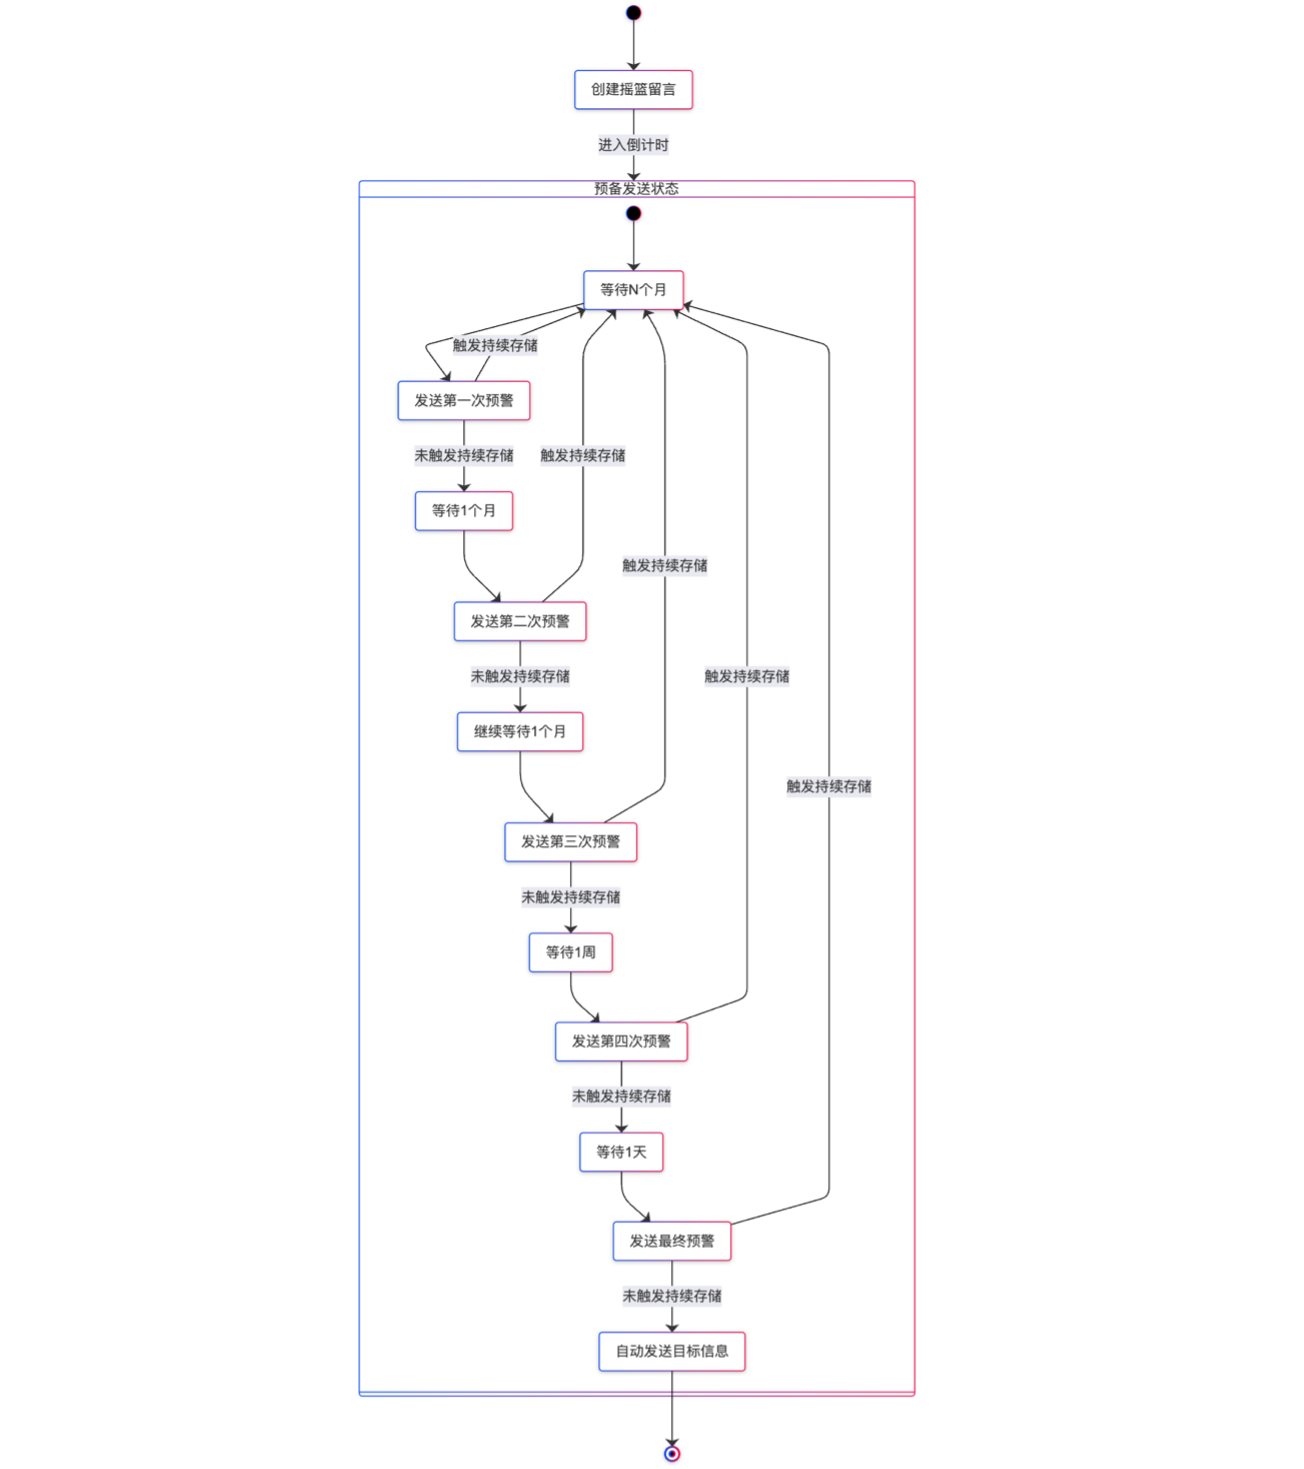 创建摇篮留言
进入倒计时
预备发送状态
等待N个月
触发持续存储
发送第一次预警
未触发持续存储
触发持续存储
等待1个月
触发持续存储
发送第二次预警
未触发持续存储
触发持续存储
继续等待1个月
触发持续存储
发送第三次预警
未触发持续存储
等待1周
发送第四次预警
未触发持续存储
等待1天
发送最终预警
未触发持续存储
自动发送目标信息